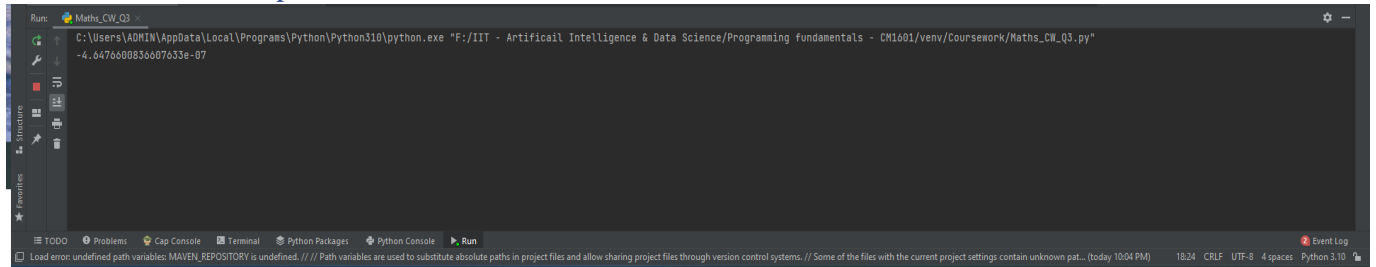 Run: Maths_CW_Q3
C:\Users\ADMIN\AppData\Local\Programs\Python\Python310\python.exe "F:/IIT - Artificail Intelligence & Data Science/Programming fundamentals - CM1601/venv/Coursework/Maths_CW_Q3.py"
-4.6476600836607633e-07
Structure
Favorites
TODO Problems Cap Console Terminal Python Packages Python Console Run 2 Event Log
Load error: undefined path variables: MAVEN_REPOSITORY is undefined. // // Path variables are used to substitute absolute paths in project files and allow sharing project files through version control systems. // Some of the files with the current project settings contain unknown pat... (today 10:04 PM) 18:24 CRLF UTF-8 4 spaces Python 3.10